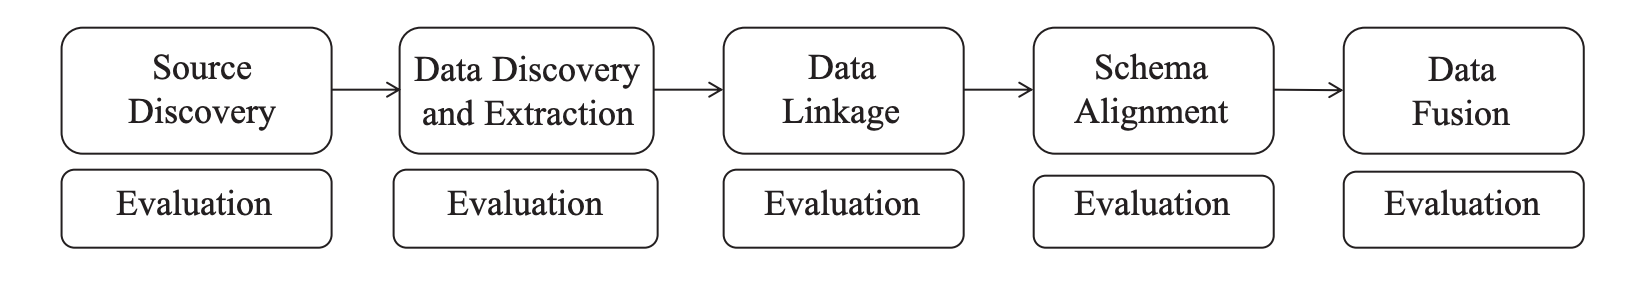 Source
Discovery
Data Discovery
and Extraction
Data
Linkage
Schema
Alignment
Data
Fusion
Evaluation
Evaluation
Evaluation
Evaluation
Evaluation